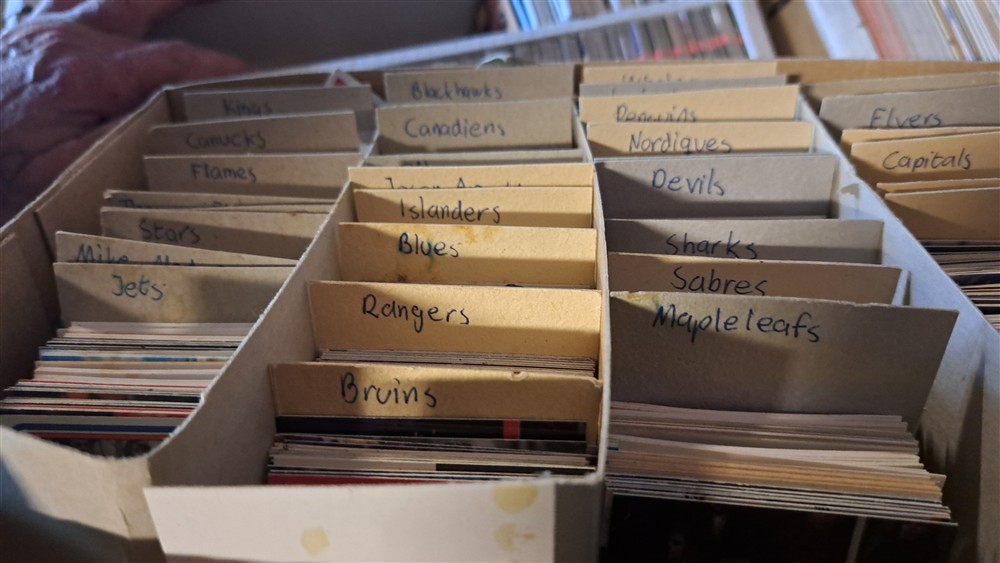 Kings
Canucks
Flames
Stars
Mike
Jets
Blackhawks
Canadiens
Islanders
Blues
Rangers
Bruins
Penguins
Nordiques
Devils
Sharks
Sabres
Mapleleafs
Flyers
Capitals